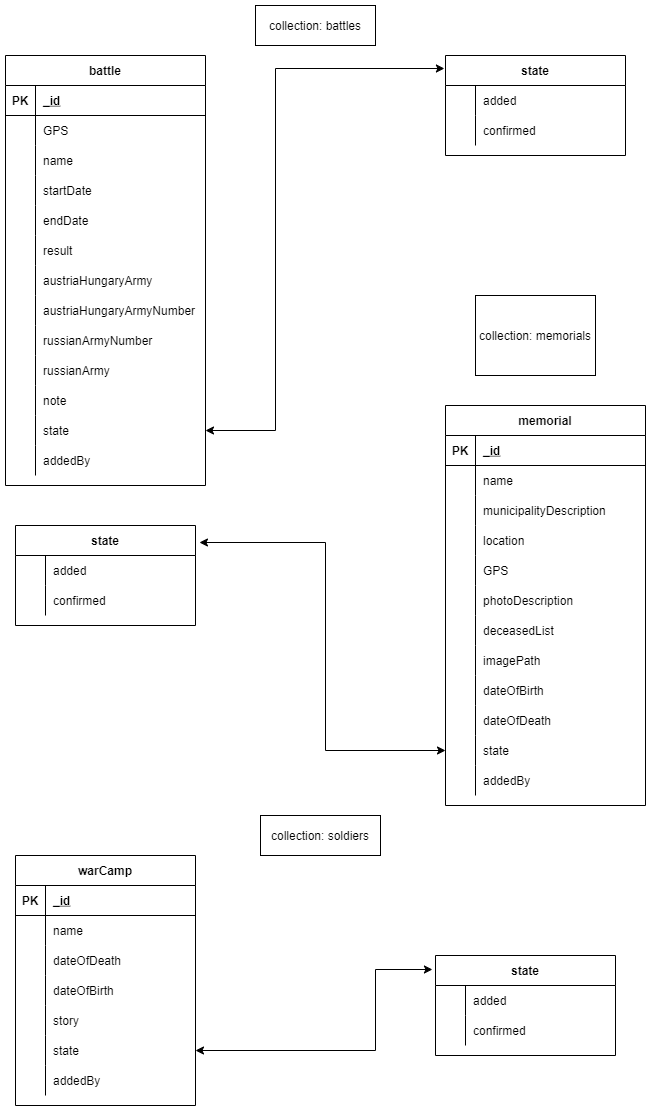 collection: battles
battle
PK _id
GPS
name
startDate
endDate
result
austriaHungaryArmy
austriaHungaryArmyNumber
russianArmyNumber
russianArmy
note
state
addedBy
state
added
confirmed
collection: memorials
memorial
PK _id
name
municipalityDescription
location
GPS
photoDescription
deceasedList
imagePath
dateOfBirth
dateOfDeath
state
addedBy
state
added
confirmed
collection: soldiers
warCamp
PK _id
name
dateOfDeath
dateOfBirth
story
state
addedBy
state
added
confirmed